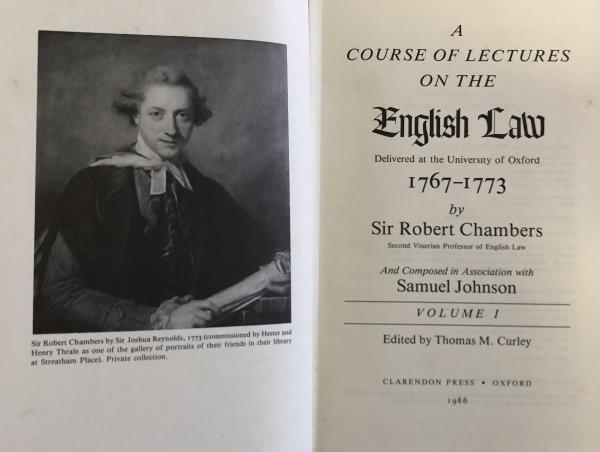 Sir Robert Chambers by Sir Joshua Reynolds, 1773 (commissioned by Hester and
Henry Thrale as one of the gallery of portraits of their friends in their library
at Streatham Place). Private collection.
A
COURSE OF LECTURES
ON THE
English Law
Delivered at the University of Oxford
1767–1773
by
Sir Robert Chambers
Second Vinerian Professor of English Law
And Composed in Association with
Samuel Johnson
VOLUME I
Edited by Thomas M. Curley
CLARENDON PRESS • OXFORD
1986